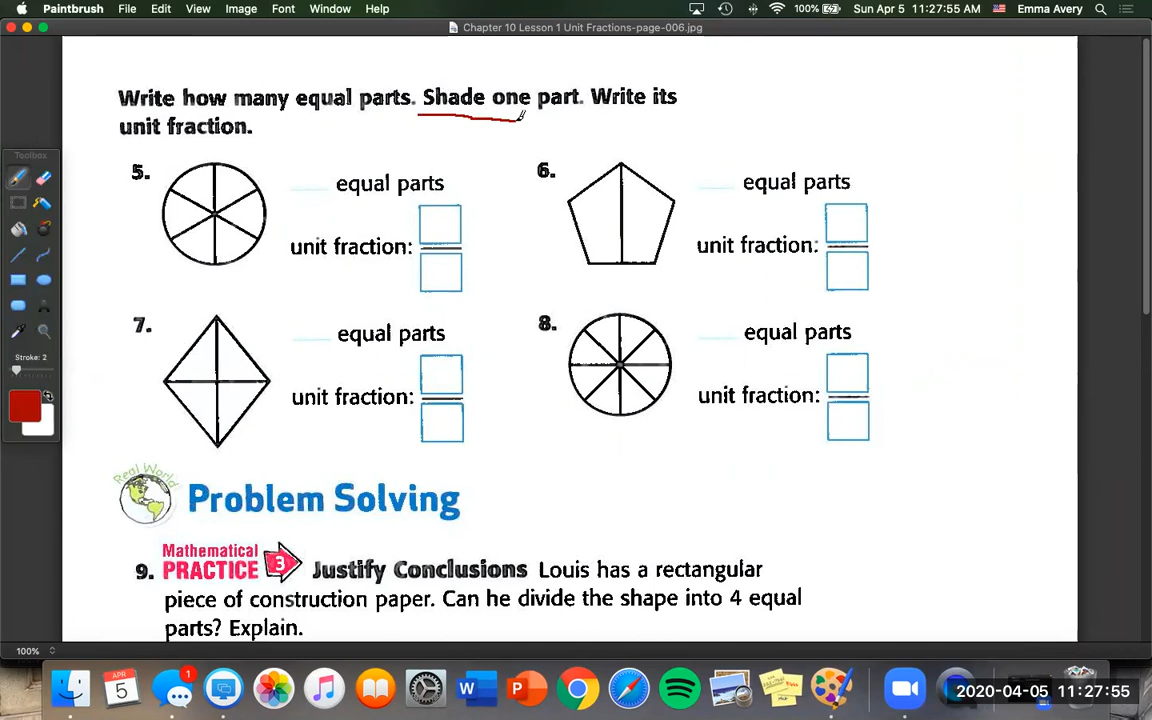 Paintbrush File Edit View Image Font Window Help 100% Sun Apr 5 11:27:55 AM Emma Avery
Chapter 10 Lesson 1 Unit Fractions-page-006.jpg
Write how many equal parts. Shade one part. Write its
unit fraction.
Toolbox
Stroke: 2
5. equal parts
unit fraction:
6. equal parts
unit fraction:
7. equal parts
unit fraction:
8. equal parts
unit fraction:
Real World
Problem Solving
9. Mathematical
PRACTICE 3 Justify Conclusions Louis has a rectangular
piece of construction paper. Can he divide the shape into 4 equal
parts? Explain.
100%
APR
5
1
W
P
2020-04-05 11:27:55